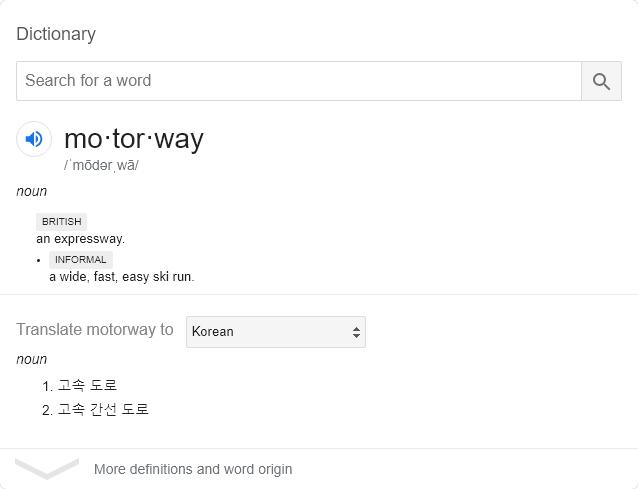 Dictionary
Search for a word
mo·tor·way
/ˈmōdərˌwā/
noun
BRITISH
an expressway.
• INFORMAL
a wide, fast, easy ski run.
Translate motorway to Korean
noun
1. 고속 도로
2. 고속 간선 도로
More definitions and word origin